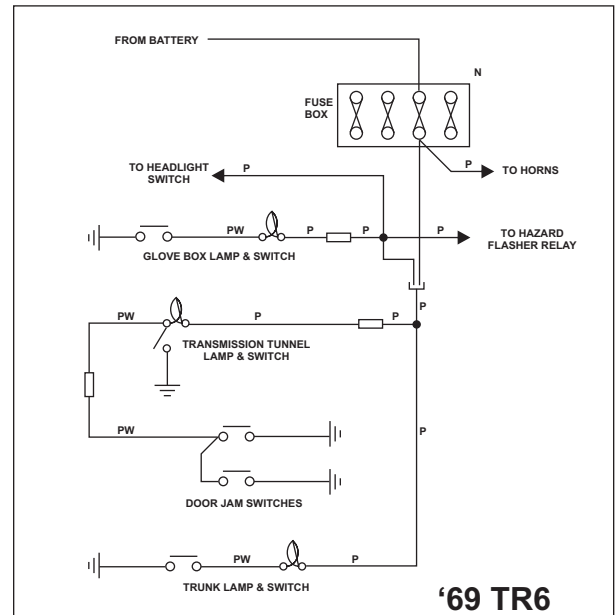 FROM BATTERY
N
FUSE
BOX
TO HEADLIGHT
SWITCH
P
P
TO HORNS
PW
P
P
P
TO HAZARD
FLASHER RELAY
GLOVE BOX LAMP & SWITCH
P
PW
P
P
TRANSMISSION TUNNEL
LAMP & SWITCH
PW
P
DOOR JAM SWITCHES
PW
P
TRUNK LAMP & SWITCH
‘69 TR6